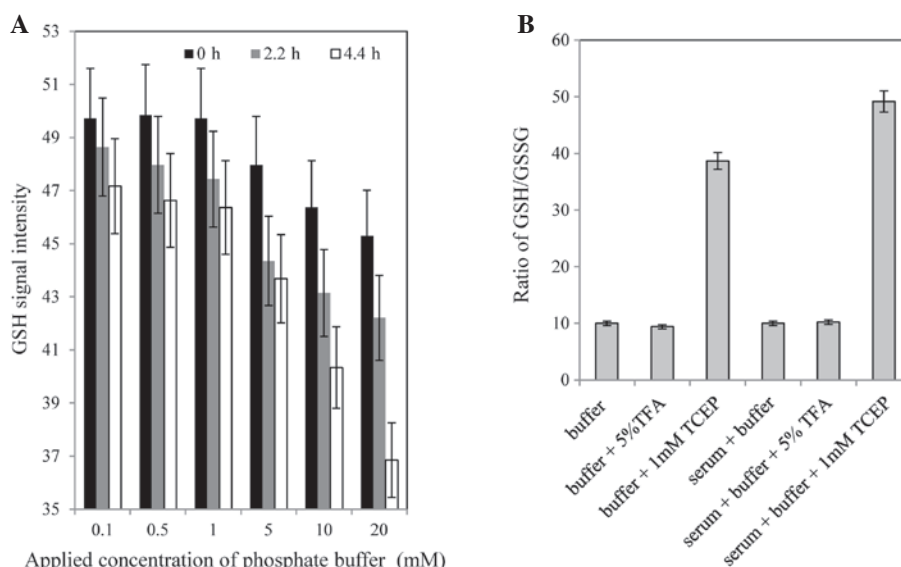 A
0 h 2.2 h 4.4 h
53
51
49
47
45
43
41
39
37
35
GSH signal intensity
0.1 0.5 1 5 10 20
Applied concentration of phosphate buffer (mM)
B
60
50
40
30
20
10
0
Ratio of GSH/GSSG
buffer
buffer + 5%TFA
buffer + 1mM TCEP
serum + buffer
serum + buffer + 5% TFA
serum + buffer + 1mM TCEP